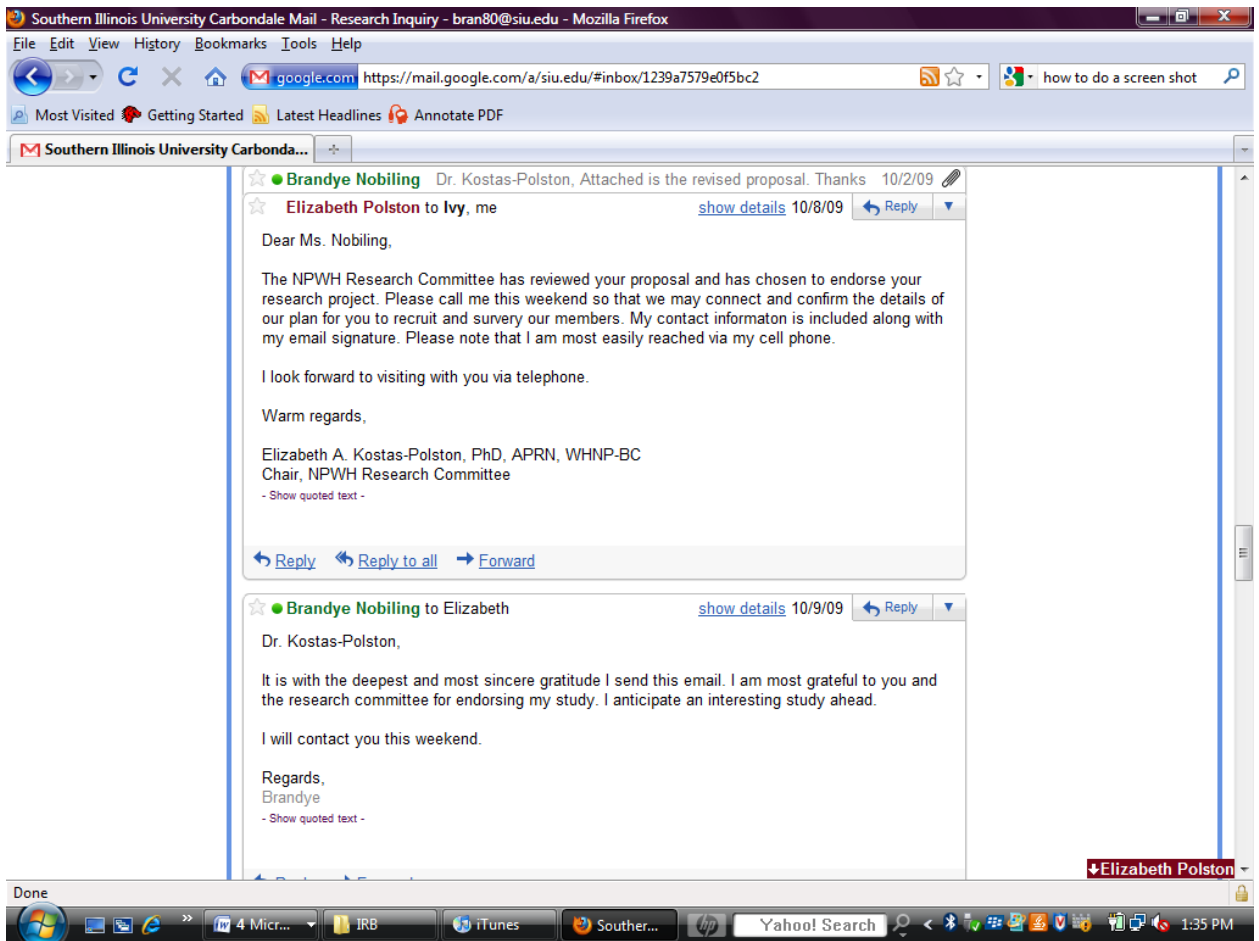 Southern Illinois University Carbondale Mail - Research Inquiry - bran80@siu.edu - Mozilla Firefox
File Edit View History Bookmarks Tools Help
google.com https://mail.google.com/a/siu.edu/#inbox/1239a7579e0f5bc2 how to do a screen shot
Most Visited Getting Started Latest Headlines Annotate PDF
Southern Illinois University Carbonda...
Brandye Nobiling Dr. Kostas-Polston, Attached is the revised proposal. Thanks 10/2/09
Elizabeth Polston to Ivy, me show details 10/8/09 Reply
Dear Ms. Nobiling,
The NPWH Research Committee has reviewed your proposal and has chosen to endorse your
research project. Please call me this weekend so that we may connect and confirm the details of
our plan for you to recruit and survery our members. My contact informaton is included along with
my email signature. Please note that I am most easily reached via my cell phone.
I look forward to visiting with you via telephone.
Warm regards,
Elizabeth A. Kostas-Polston, PhD, APRN, WHNP-BC
Chair, NPWH Research Committee
- Show quoted text -
Reply Reply to all Forward
Brandye Nobiling to Elizabeth show details 10/9/09 Reply
Dr. Kostas-Polston,
It is with the deepest and most sincere gratitude I send this email. I am most grateful to you and
the research committee for endorsing my study. I anticipate an interesting study ahead.
I will contact you this weekend.
Regards,
Brandye
- Show quoted text -
Elizabeth Polston
Done
4 Micr... IRB iTunes Souther... hp Yahoo! Search 1:35 PM